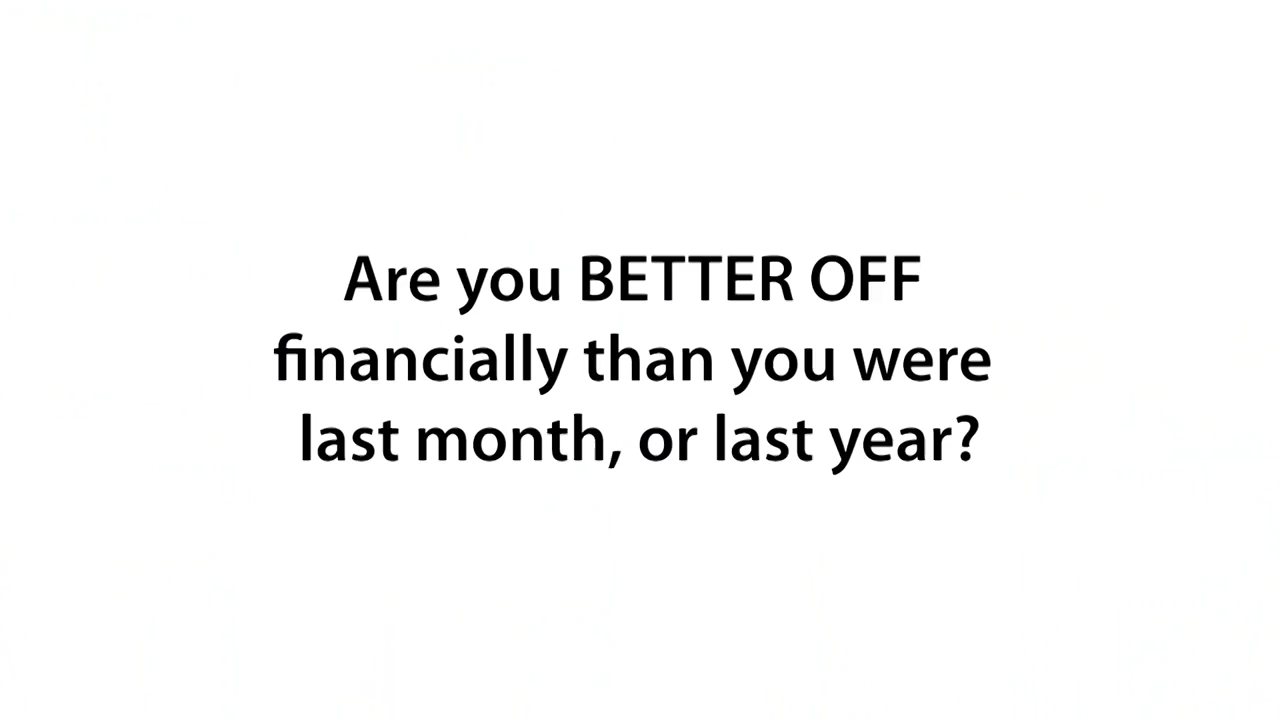 Are you BETTER OFF
financially than you were
last month, or last year?